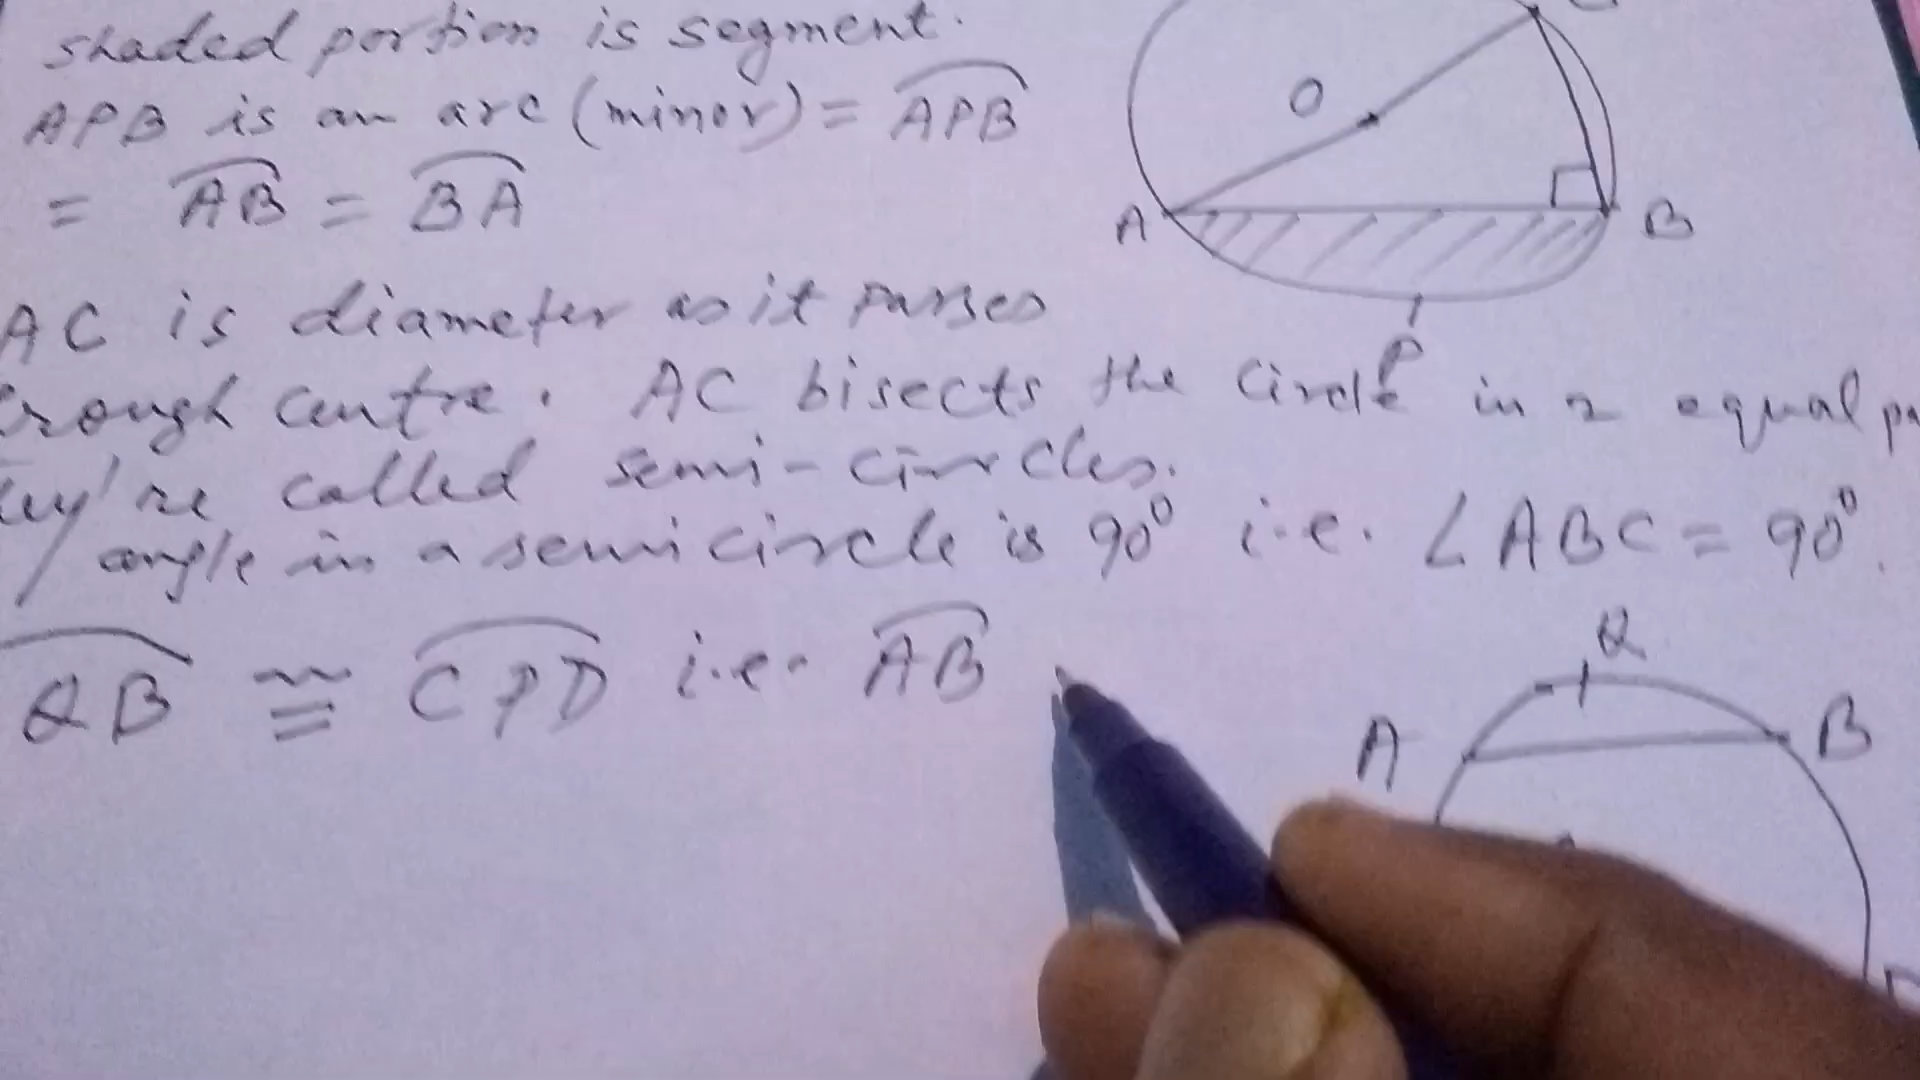 shaded portion is segment.
APB is an arc (minor) = APB
= AB = BA
O
A
B
P
AC is diameter as it passes
rough centre. AC bisects the circle in 2 equal
ey're called semi-circles.
angle in a semicircle is 90° i.e. ∠ABC = 90°.
QB ≅ CPD i.e. AB
Q
A
B